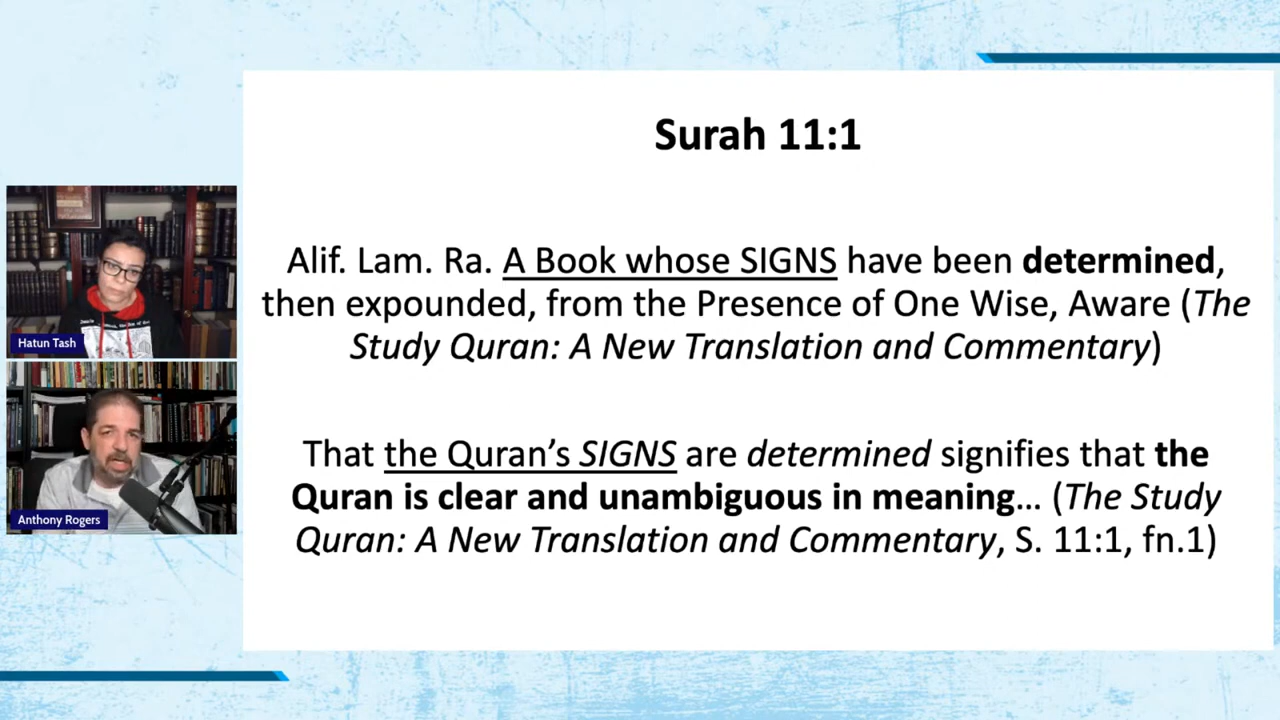 Surah 11:1
Alif. Lam. Ra. A Book whose SIGNS have been determined,
then expounded, from the Presence of One Wise, Aware (The
Study Quran: A New Translation and Commentary)
That the Quran’s SIGNS are determined signifies that the
Quran is clear and unambiguous in meaning… (The Study
Quran: A New Translation and Commentary, S. 11:1, fn.1)
Hatun Tash
Anthony Rogers